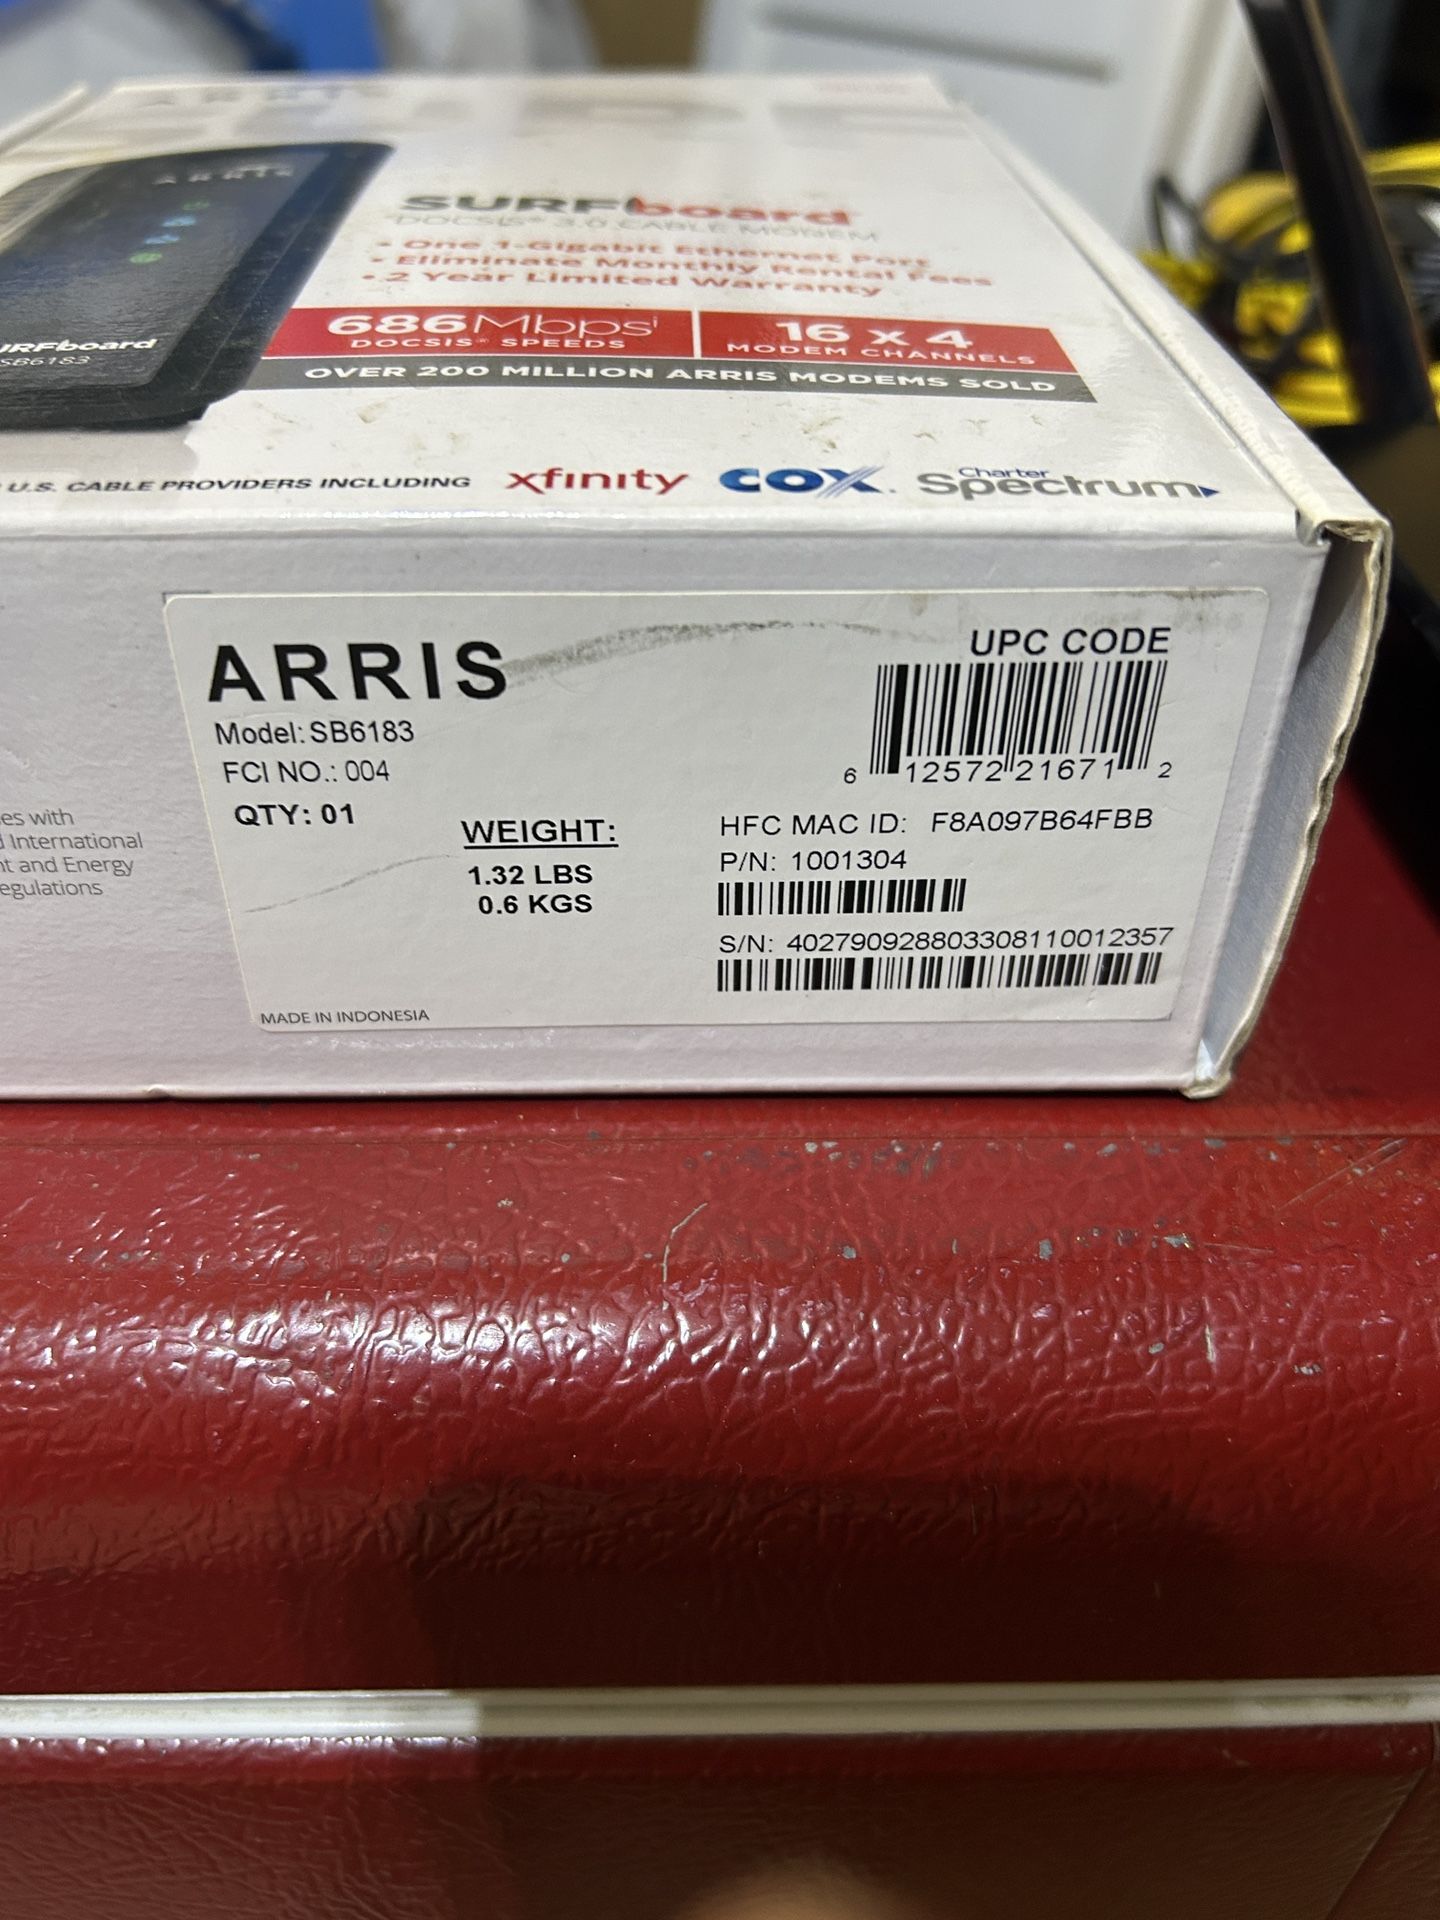 ARRIS
ARRIS
SURFboard
DOCSIS® 3.0 CABLE MODEM
• One 1-Gigabit Ethernet Port
• Eliminate Monthly Rental Fees
• 2 Year Limited Warranty
URFboard
SB6183
686Mbps¹
DOCSIS® SPEEDS
16 x 4
MODEM CHANNELS
OVER 200 MILLION ARRIS MODEMS SOLD
U.S. CABLE PROVIDERS INCLUDING
xfinity
COX
Charter
Spectrum
ARRIS
Model: SB6183
FCI NO.: 004
QTY: 01
WEIGHT:
1.32 LBS
0.6 KGS
MADE IN INDONESIA
UPC CODE
6 12572 21671 2
HFC MAC ID: F8A097B64FBB
P/N: 1001304
S/N: 402790928803308110012357
es with
d International
nt and Energy
egulations